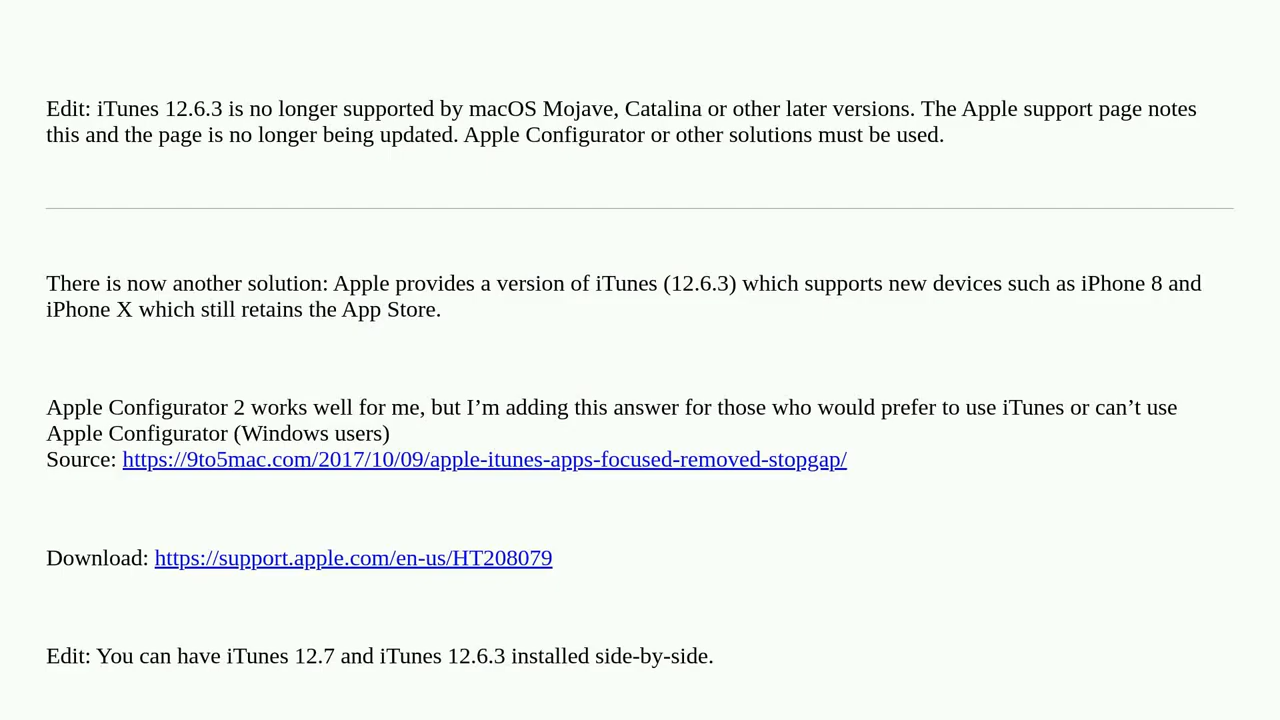 Edit: iTunes 12.6.3 is no longer supported by macOS Mojave, Catalina or other later versions. The Apple support page notes
this and the page is no longer being updated. Apple Configurator or other solutions must be used.
There is now another solution: Apple provides a version of iTunes (12.6.3) which supports new devices such as iPhone 8 and
iPhone X which still retains the App Store.
Apple Configurator 2 works well for me, but I’m adding this answer for those who would prefer to use iTunes or can’t use
Apple Configurator (Windows users)
Source: https://9to5mac.com/2017/10/09/apple-itunes-apps-focused-removed-stopgap/
Download: https://support.apple.com/en-us/HT208079
Edit: You can have iTunes 12.7 and iTunes 12.6.3 installed side-by-side.